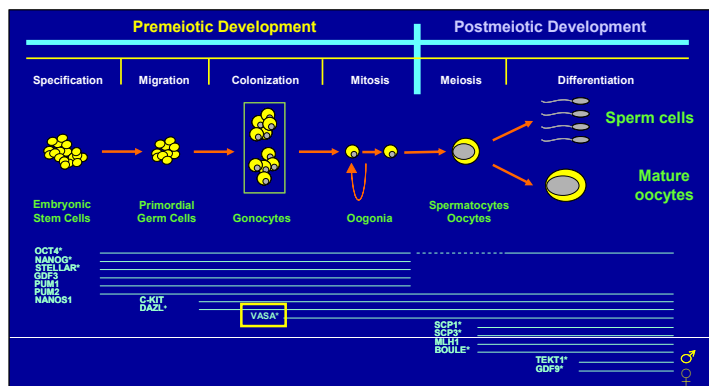 Premeiotic Development
Postmeiotic Development
Specification
Migration
Colonization
Mitosis
Meiosis
Differentiation
Sperm cells
Mature
oocytes
Embryonic
Stem Cells
Primordial
Germ Cells
Gonocytes
Oogonia
Spermatocytes
Oocytes
OCT4*
NANOG*
STELLAR*
GDF3
PUM1
PUM2
NANOS1
C-KIT
DAZL*
VASA*
SCP1*
SCP3*
MLH1
BOULE*
TEKT1*
GDF9*
♂
♀